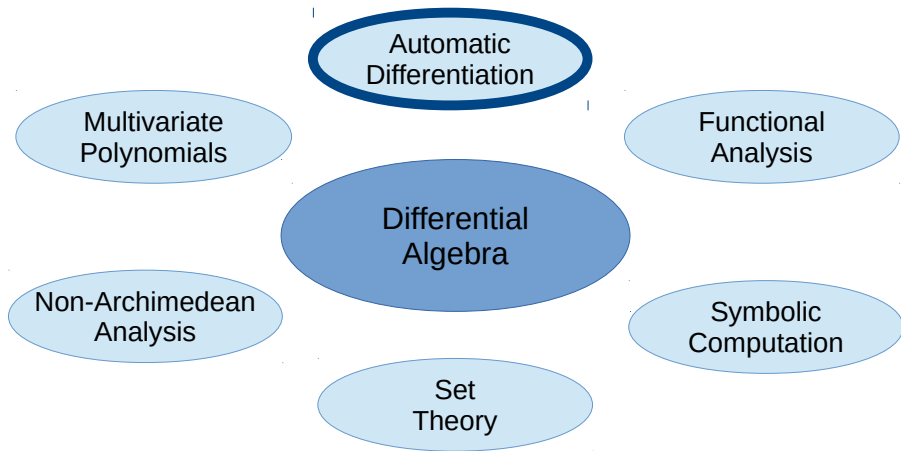 Automatic
Differentiation
Multivariate
Polynomials
Functional
Analysis
Differential
Algebra
Non-Archimedean
Analysis
Symbolic
Computation
Set
Theory